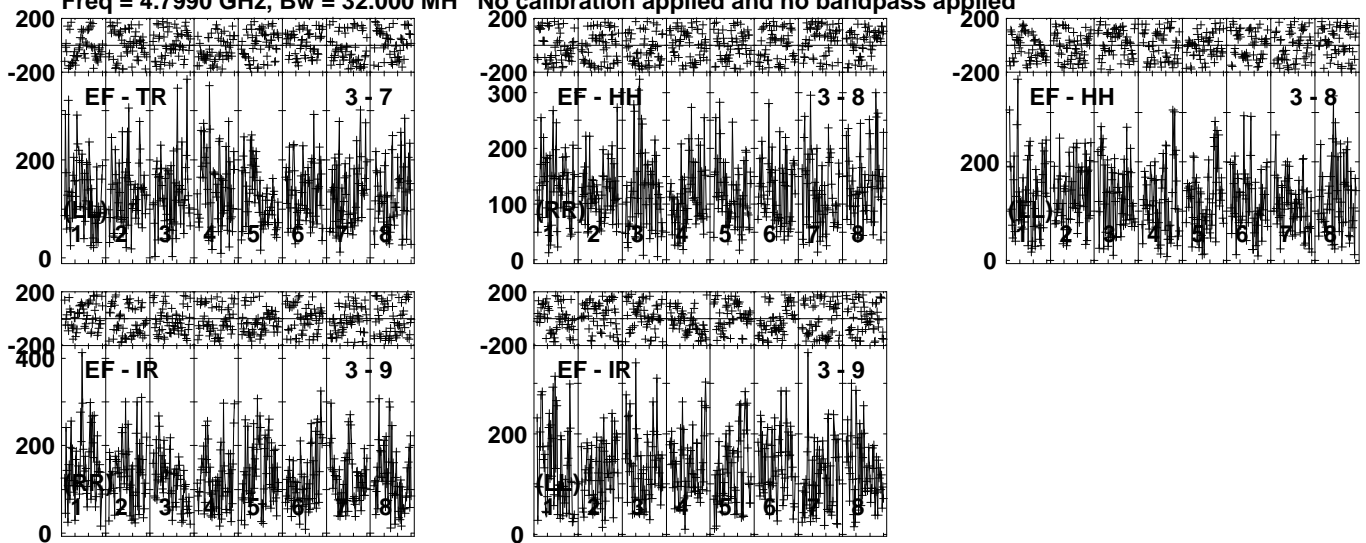 Freq = 4.7990 GHz, Bw = 32.000 MH No calibration applied and no bandpass applied
200
-200
EF - TR 3 - 7
200
(LL)
1 2 3 4 5 6 7 8
0
200
-200
300
EF - HH 3 - 8
200
100
(RR)
1 2 3 4 5 6 7 8
0
200
-200
EF - HH 3 - 8
200
(LL)
1 2 3 4 5 6 7 8
0
200
-200
400
EF - IR 3 - 9
200
(RR)
1 2 3 4 5 6 7 8
0
200
-200
EF - IR 3 - 9
200
(LL)
1 2 3 4 5 6 7 8
0